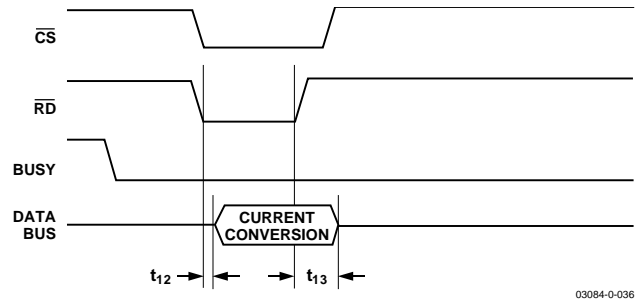 CS
RD
BUSY
DATA
BUS
CURRENT
CONVERSION
t12
t13
03084-0-036